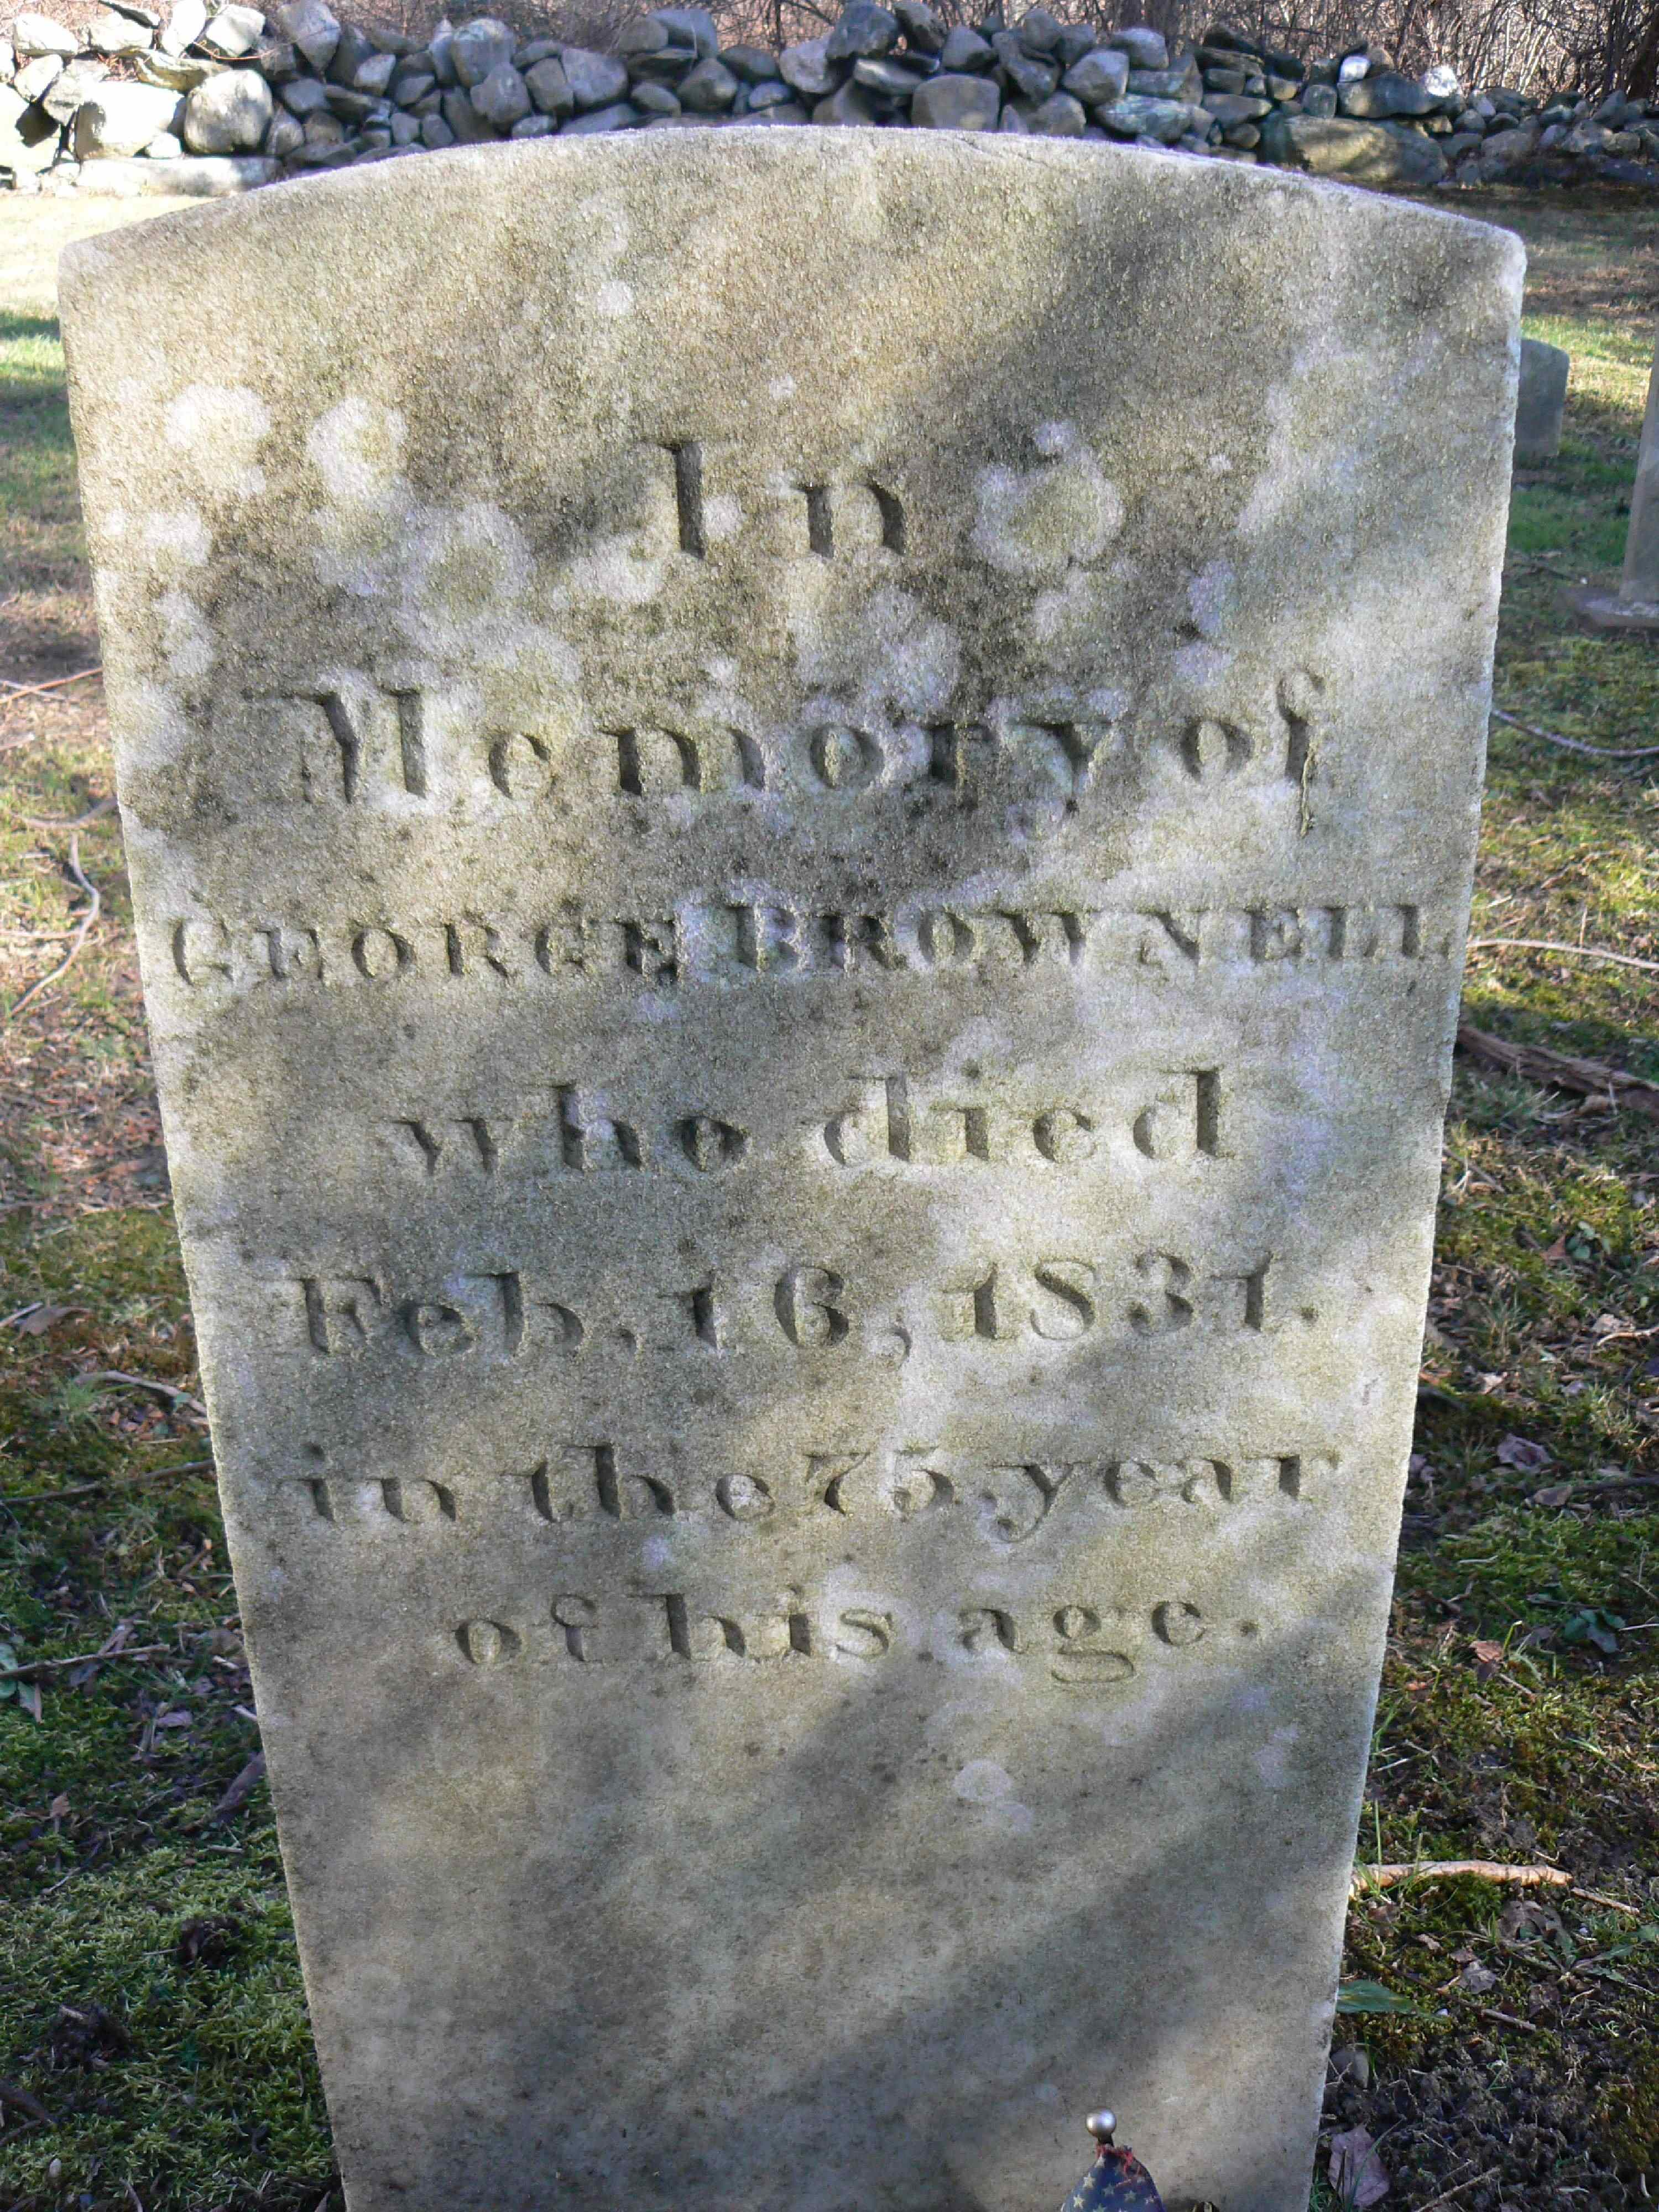 In
Memory of
GEORGE BROWNELL
who died
Feb, 16, 1831.
in the 75 year
of his age.